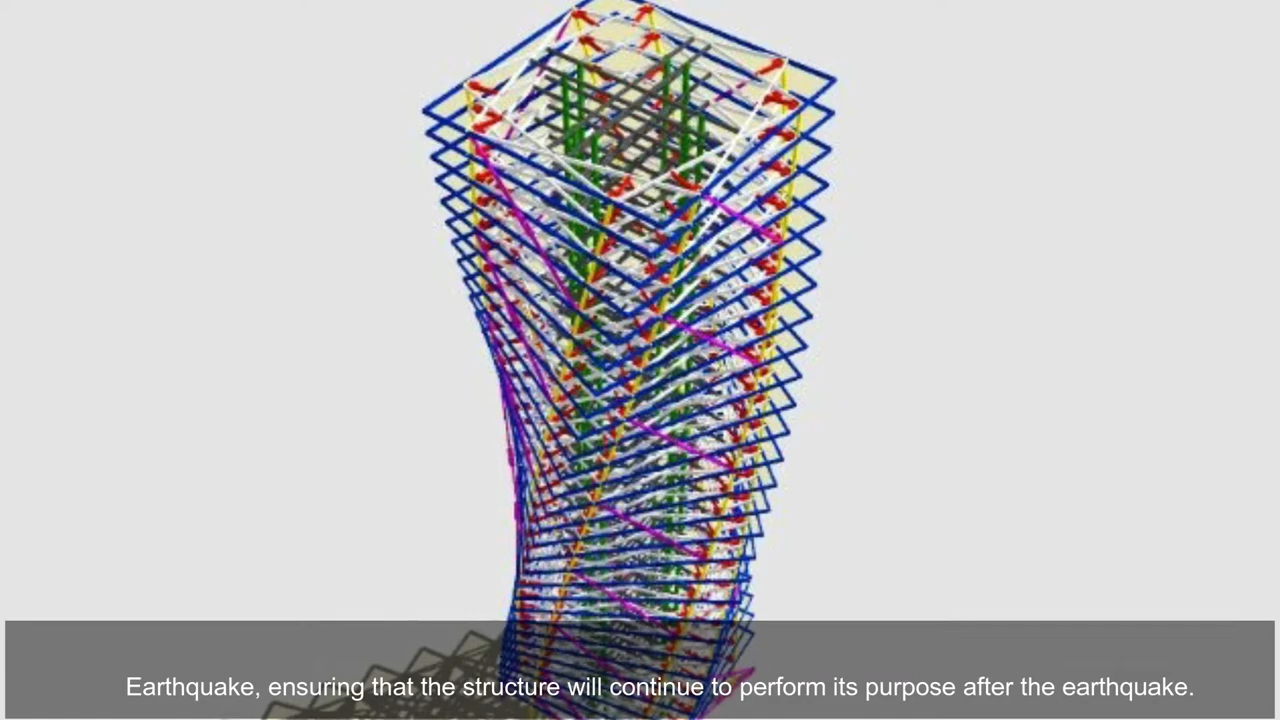 Earthquake, ensuring that the structure will continue to perform its purpose after the earthquake.